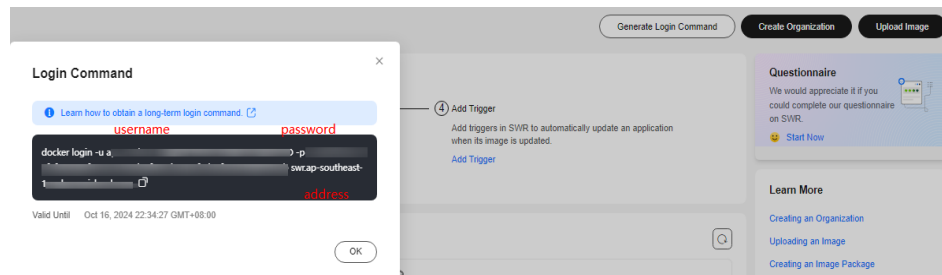 Generate Login Command
Create Organization
Upload Image
Login Command
Learn how to obtain a long-term login command.
username
password
docker login -u a
-p
swr.ap-southeast-
1
address
Valid Until Oct 16, 2024 22:34:27 GMT+08:00
OK
4 Add Trigger
Add triggers in SWR to automatically update an application
when its image is updated.
Add Trigger
Questionnaire
We would appreciate it if you
could complete our questionnaire
on SWR.
Start Now
Learn More
Creating an Organization
Uploading an Image
Creating an Image Package